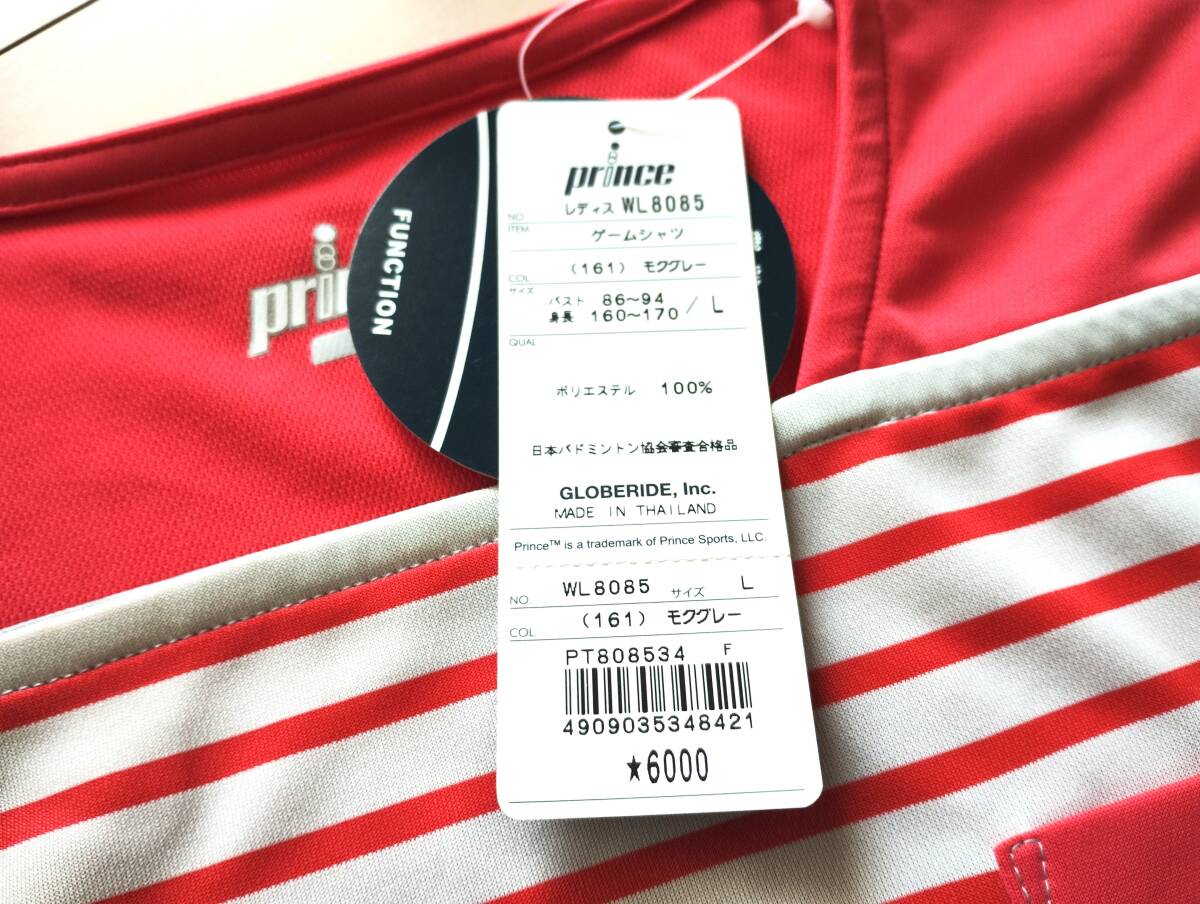 prince
NO. レディス WL8085
ITEM ゲームシャツ
COL. (161) モクグレー
サイズ バスト 86〜94 / L
身長 160〜170
QUAL
ポリエステル 100%
日本バドミントン協会審査合格品
GLOBERIDE, Inc.
MADE IN THAILAND
Prince™ is a trademark of Prince Sports, LLC.
NO. WL8085 サイズ L
COL. (161) モクグレー
PT808534 F
4909035348421
★6000
FUNCTION
prin